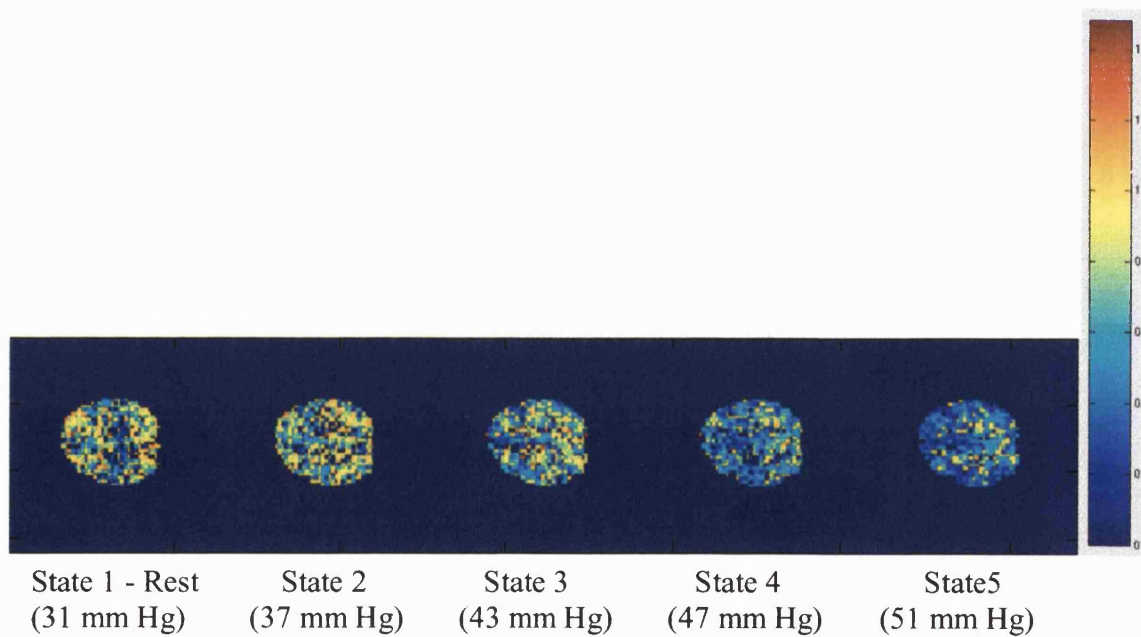 State 1 - Rest State 2 State 3 State 4 State5
(31 mm Hg) (37 mm Hg) (43 mm Hg) (47 mm Hg) (51 mm Hg)